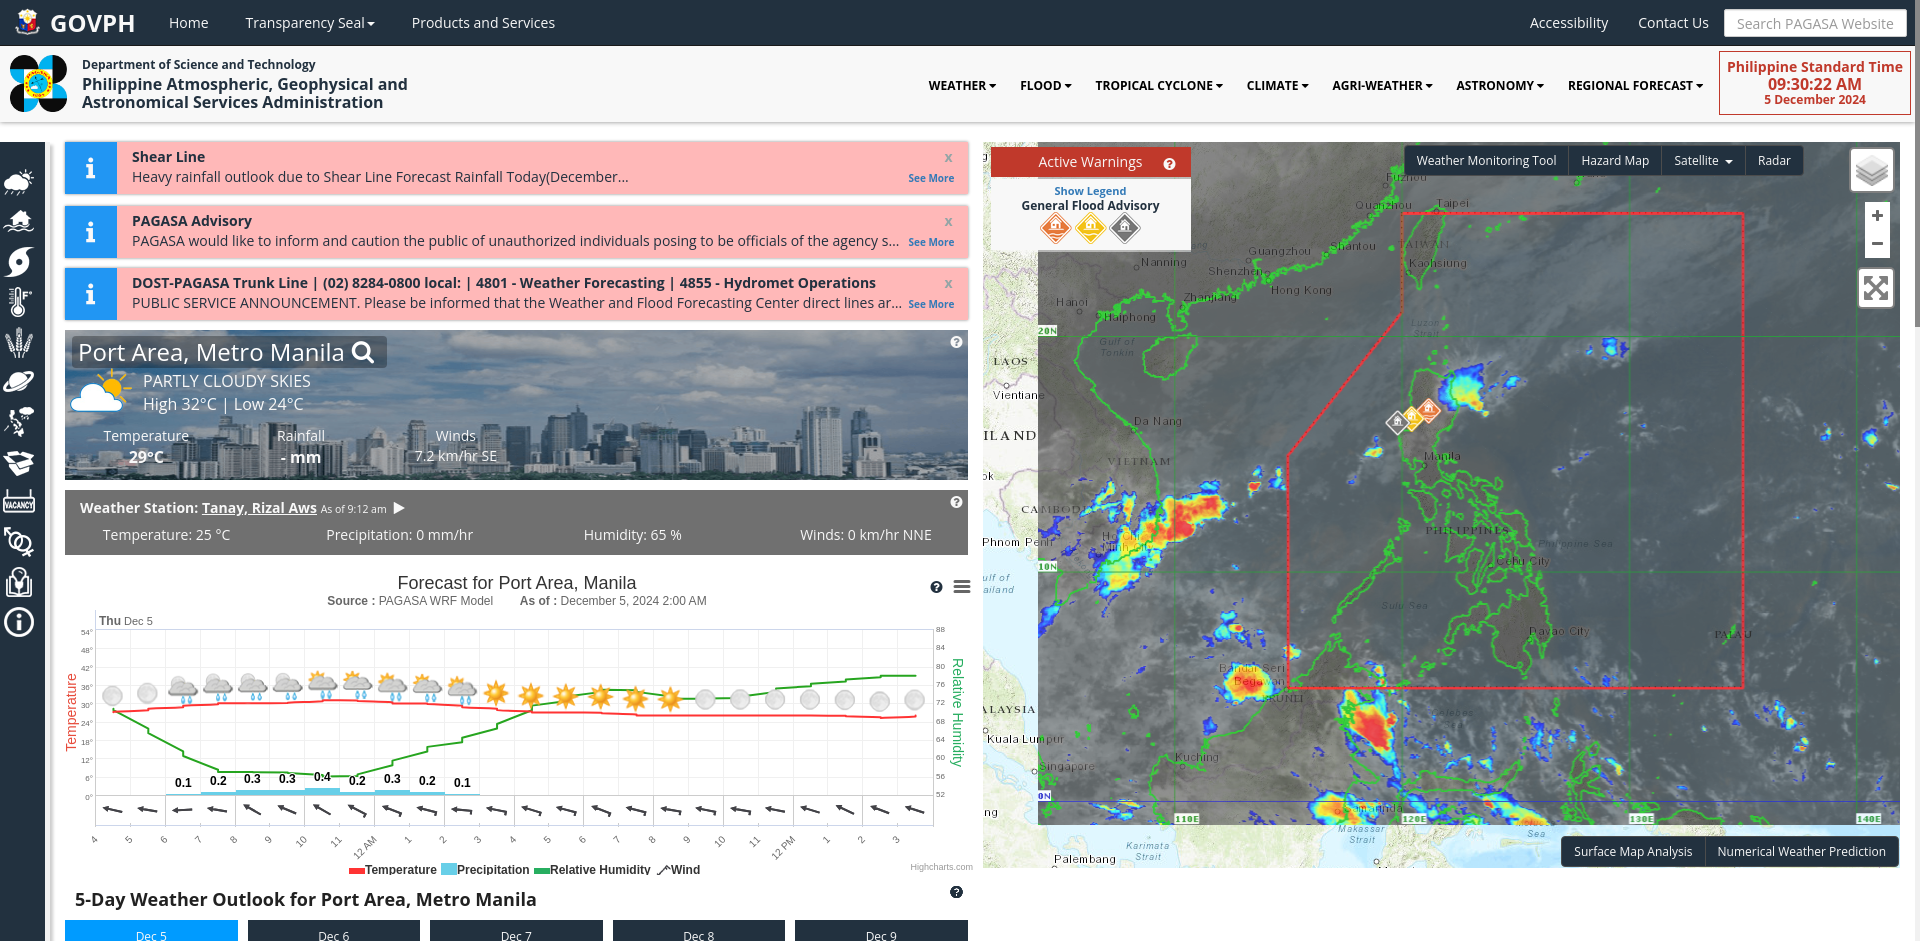 GOVPH
Home
Transparency Seal
Products and Services
Accessibility
Contact Us
Search PAGASA Website
Department of Science and Technology
Philippine Atmospheric, Geophysical and
Astronomical Services Administration
WEATHER
FLOOD
TROPICAL CYCLONE
CLIMATE
AGRI-WEATHER
ASTRONOMY
REGIONAL FORECAST
Philippine Standard Time
09:30:22 AM
5 December 2024
Shear Line
x
Heavy rainfall outlook due to Shear Line Forecast Rainfall Today(December...
See More
PAGASA Advisory
x
PAGASA would like to inform and caution the public of unauthorized individuals posing to be officials of the agency s...
See More
DOST-PAGASA Trunk Line | (02) 8284-0800 local: | 4801 - Weather Forecasting | 4855 - Hydromet Operations
x
PUBLIC SERVICE ANNOUNCEMENT. Please be informed that the Weather and Flood Forecasting Center direct lines ar...
See More
VACANCY
Port Area, Metro Manila
PARTLY CLOUDY SKIES
High 32°C | Low 24°C
Temperature
Rainfall
Winds
29°C
- mm
7.2 km/hr SE
Weather Station: Tanay, Rizal Aws As of 9:12 am
Temperature: 25 °C
Precipitation: 0 mm/hr
Humidity: 65 %
Winds: 0 km/hr NNE
Forecast for Port Area, Manila
Source : PAGASA WRF Model As of : December 5, 2024 2:00 AM
Thu Dec 5
Temperature
54°
48°
42°
36°
30°
24°
18°
12°
6°
0°
88
84
80
76
72
68
64
60
56
52
Relative Humidity
0.1
0.2
0.3
0.3
0.4
0.2
0.3
0.2
0.1
4
5
6
7
8
9
10
11
12 AM
1
2
3
4
5
6
7
8
9
10
11
12 PM
1
2
3
Temperature
Precipitation
Relative Humidity
Wind
Highcharts.com
5-Day Weather Outlook for Port Area, Metro Manila
Dec 5
Dec 6
Dec 7
Dec 8
Dec 9
Active Warnings
Show Legend
General Flood Advisory
Weather Monitoring Tool
Hazard Map
Satellite
Radar
+
−
Fuzhou
Quanzhou
Taipei
Guangzhou
Shantou
TAIWAN
Nanning
Shenzhen
Kaohsiung
Hong Kong
Hanoi
Zhanjiang
Haiphong
20N
Luzon
Strait
Gulf of
Tonkin
LAOS
Vientiane
Da Nang
ILAND
VIETNAM
Manila
ok
CAMBODIA
PHILIPPINES
Phnom Penh
Ho Chi
Minh City
Philippine Sea
Cebu City
10N
ulf of
ailand
Sulu Sea
Davao City
PALAU
Bandar Seri
Begawan
BRUNEI
ALAYSIA
Celebes
Sea
Kuala Lumpur
Kuching
Singapore
0N
Samarinda
ng
110E
120E
130E
140E
Makassar
Strait
Sea
Karimata
Strait
Palembang
Surface Map Analysis
Numerical Weather Prediction